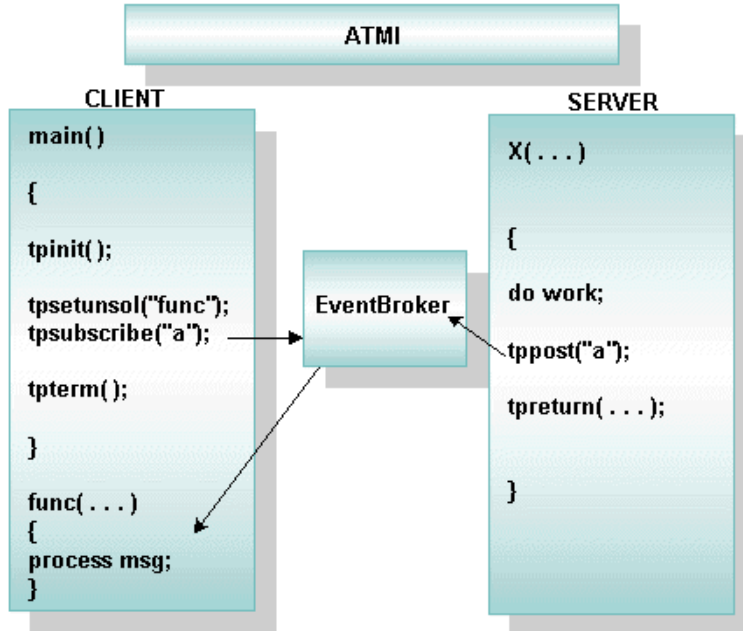 ATMI
CLIENT
main( )
{
tpinit( );
tpsetunsol("func");
tpsubscribe("a");
tpterm( );
}
func( . . . )
{
process msg;
}
EventBroker
SERVER
X( . . . )
{
do work;
tppost("a");
tpreturn( . . . );
}